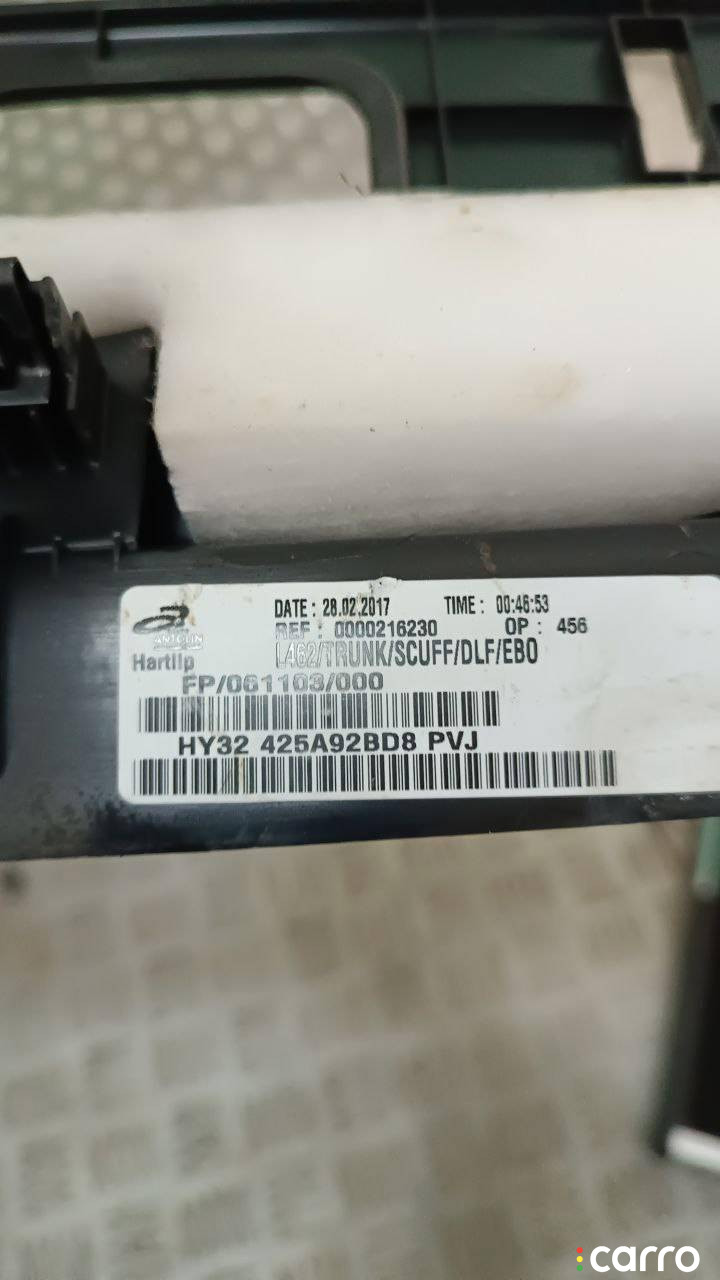 DATE : 28.02.2017 TIME : 00:46:53
ANTOLIN
REF : 0000216230 OP : 456
Hartlip
L462/TRUNK/SCUFF/DLF/EBO
FP/061103/000
HY32 425A92BD8 PVJ
carro